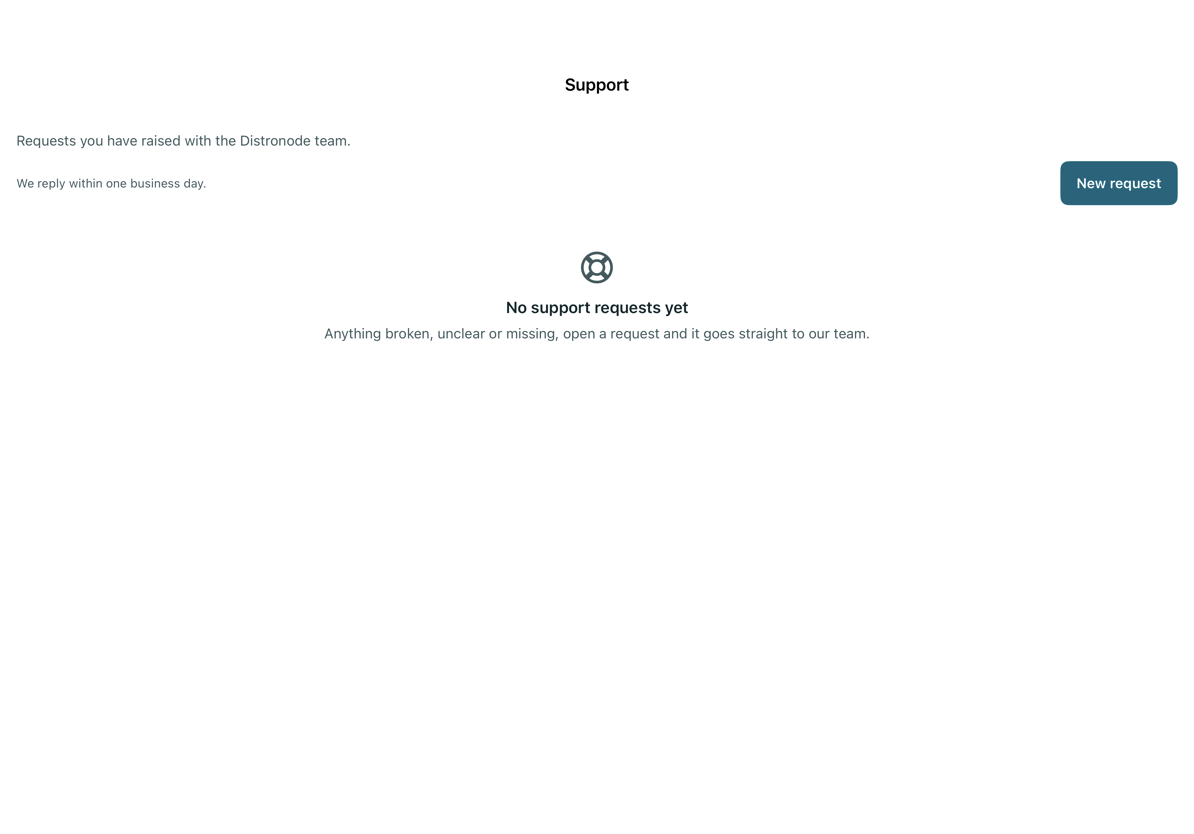 Support
Requests you have raised with the Distronode team.
We reply within one business day.
New request
No support requests yet
Anything broken, unclear or missing, open a request and it goes straight to our team.